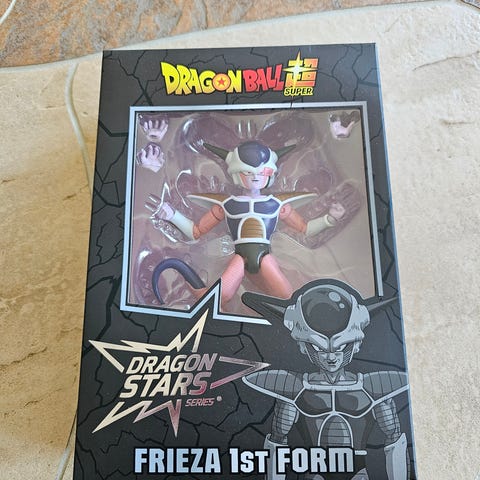 DRAGON BALL 超
SUPER
DRAGON
STARS
SERIES®
FRIEZA 1ST FORM